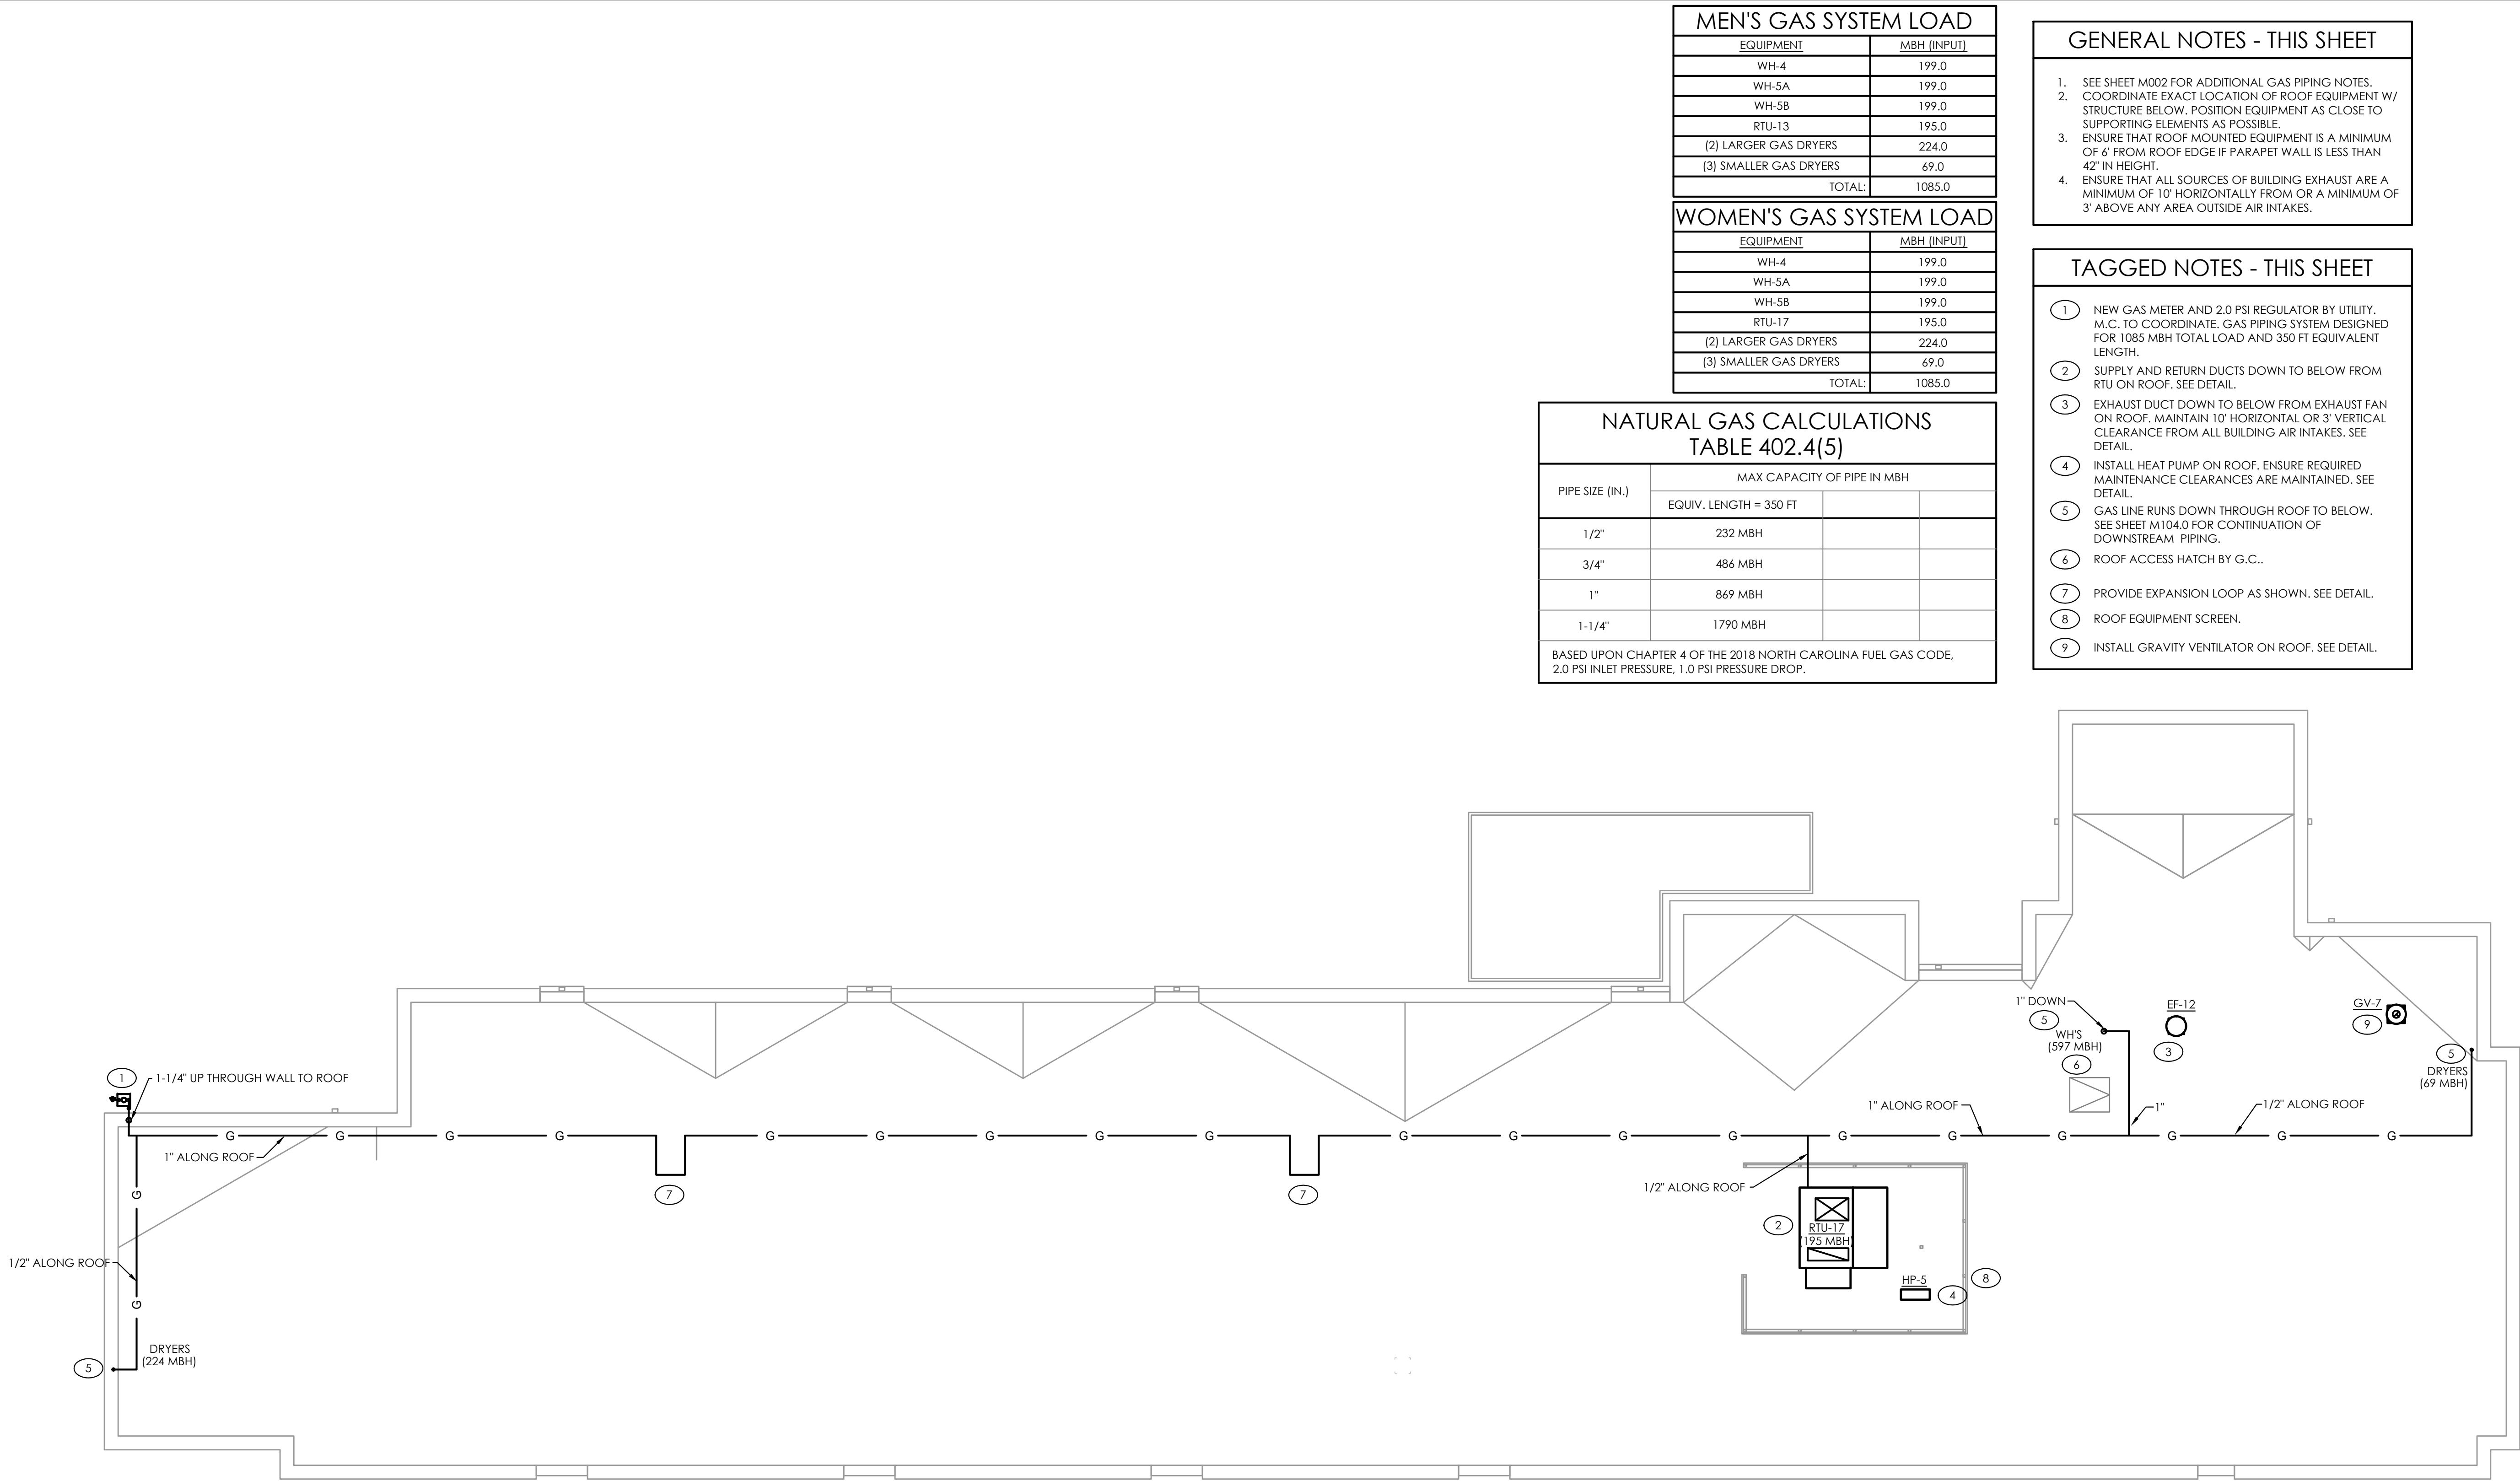 MEN'S GAS SYSTEM LOAD
EQUIPMENT MBH (INPUT)
WH-4 199.0
WH-5A 199.0
WH-5B 199.0
RTU-13 195.0
(2) LARGER GAS DRYERS 224.0
(3) SMALLER GAS DRYERS 69.0
TOTAL: 1085.0
WOMEN'S GAS SYSTEM LOAD
EQUIPMENT MBH (INPUT)
WH-4 199.0
WH-5A 199.0
WH-5B 199.0
RTU-17 195.0
(2) LARGER GAS DRYERS 224.0
(3) SMALLER GAS DRYERS 69.0
TOTAL: 1085.0
NATURAL GAS CALCULATIONS
TABLE 402.4(5)
PIPE SIZE (IN.)
MAX CAPACITY OF PIPE IN MBH
EQUIV. LENGTH = 350 FT
1/2" 232 MBH
3/4" 486 MBH
1" 869 MBH
1-1/4" 1790 MBH
BASED UPON CHAPTER 4 OF THE 2018 NORTH CAROLINA FUEL GAS CODE,
2.0 PSI INLET PRESSURE, 1.0 PSI PRESSURE DROP.
GENERAL NOTES - THIS SHEET
1. SEE SHEET M002 FOR ADDITIONAL GAS PIPING NOTES.
2. COORDINATE EXACT LOCATION OF ROOF EQUIPMENT W/
STRUCTURE BELOW. POSITION EQUIPMENT AS CLOSE TO
SUPPORTING ELEMENTS AS POSSIBLE.
3. ENSURE THAT ROOF MOUNTED EQUIPMENT IS A MINIMUM
OF 6' FROM ROOF EDGE IF PARAPET WALL IS LESS THAN
42" IN HEIGHT.
4. ENSURE THAT ALL SOURCES OF BUILDING EXHAUST ARE A
MINIMUM OF 10' HORIZONTALLY FROM OR A MINIMUM OF
3' ABOVE ANY AREA OUTSIDE AIR INTAKES.
TAGGED NOTES - THIS SHEET
1 NEW GAS METER AND 2.0 PSI REGULATOR BY UTILITY.
M.C. TO COORDINATE. GAS PIPING SYSTEM DESIGNED
FOR 1085 MBH TOTAL LOAD AND 350 FT EQUIVALENT
LENGTH.
2 SUPPLY AND RETURN DUCTS DOWN TO BELOW FROM
RTU ON ROOF. SEE DETAIL.
3 EXHAUST DUCT DOWN TO BELOW FROM EXHAUST FAN
ON ROOF. MAINTAIN 10' HORIZONTAL OR 3' VERTICAL
CLEARANCE FROM ALL BUILDING AIR INTAKES. SEE
DETAIL.
4 INSTALL HEAT PUMP ON ROOF. ENSURE REQUIRED
MAINTENANCE CLEARANCES ARE MAINTAINED. SEE
DETAIL.
5 GAS LINE RUNS DOWN THROUGH ROOF TO BELOW.
SEE SHEET M104.0 FOR CONTINUATION OF
DOWNSTREAM PIPING.
6 ROOF ACCESS HATCH BY G.C..
7 PROVIDE EXPANSION LOOP AS SHOWN. SEE DETAIL.
8 ROOF EQUIPMENT SCREEN.
9 INSTALL GRAVITY VENTILATOR ON ROOF. SEE DETAIL.
1" DOWN
5
WH'S
(597 MBH)
6
EF-12
3
GV-7
9
5
DRYERS
(69 MBH)
1
1-1/4" UP THROUGH WALL TO ROOF
1" ALONG ROOF
1"
1/2" ALONG ROOF
G G G G G G G G G G G G G G G G G G
1" ALONG ROOF
7
7
1/2" ALONG ROOF
G
2
RTU-17
(195 MBH)
1/2" ALONG ROOF
HP-5
4
8
G
DRYERS
(224 MBH)
5